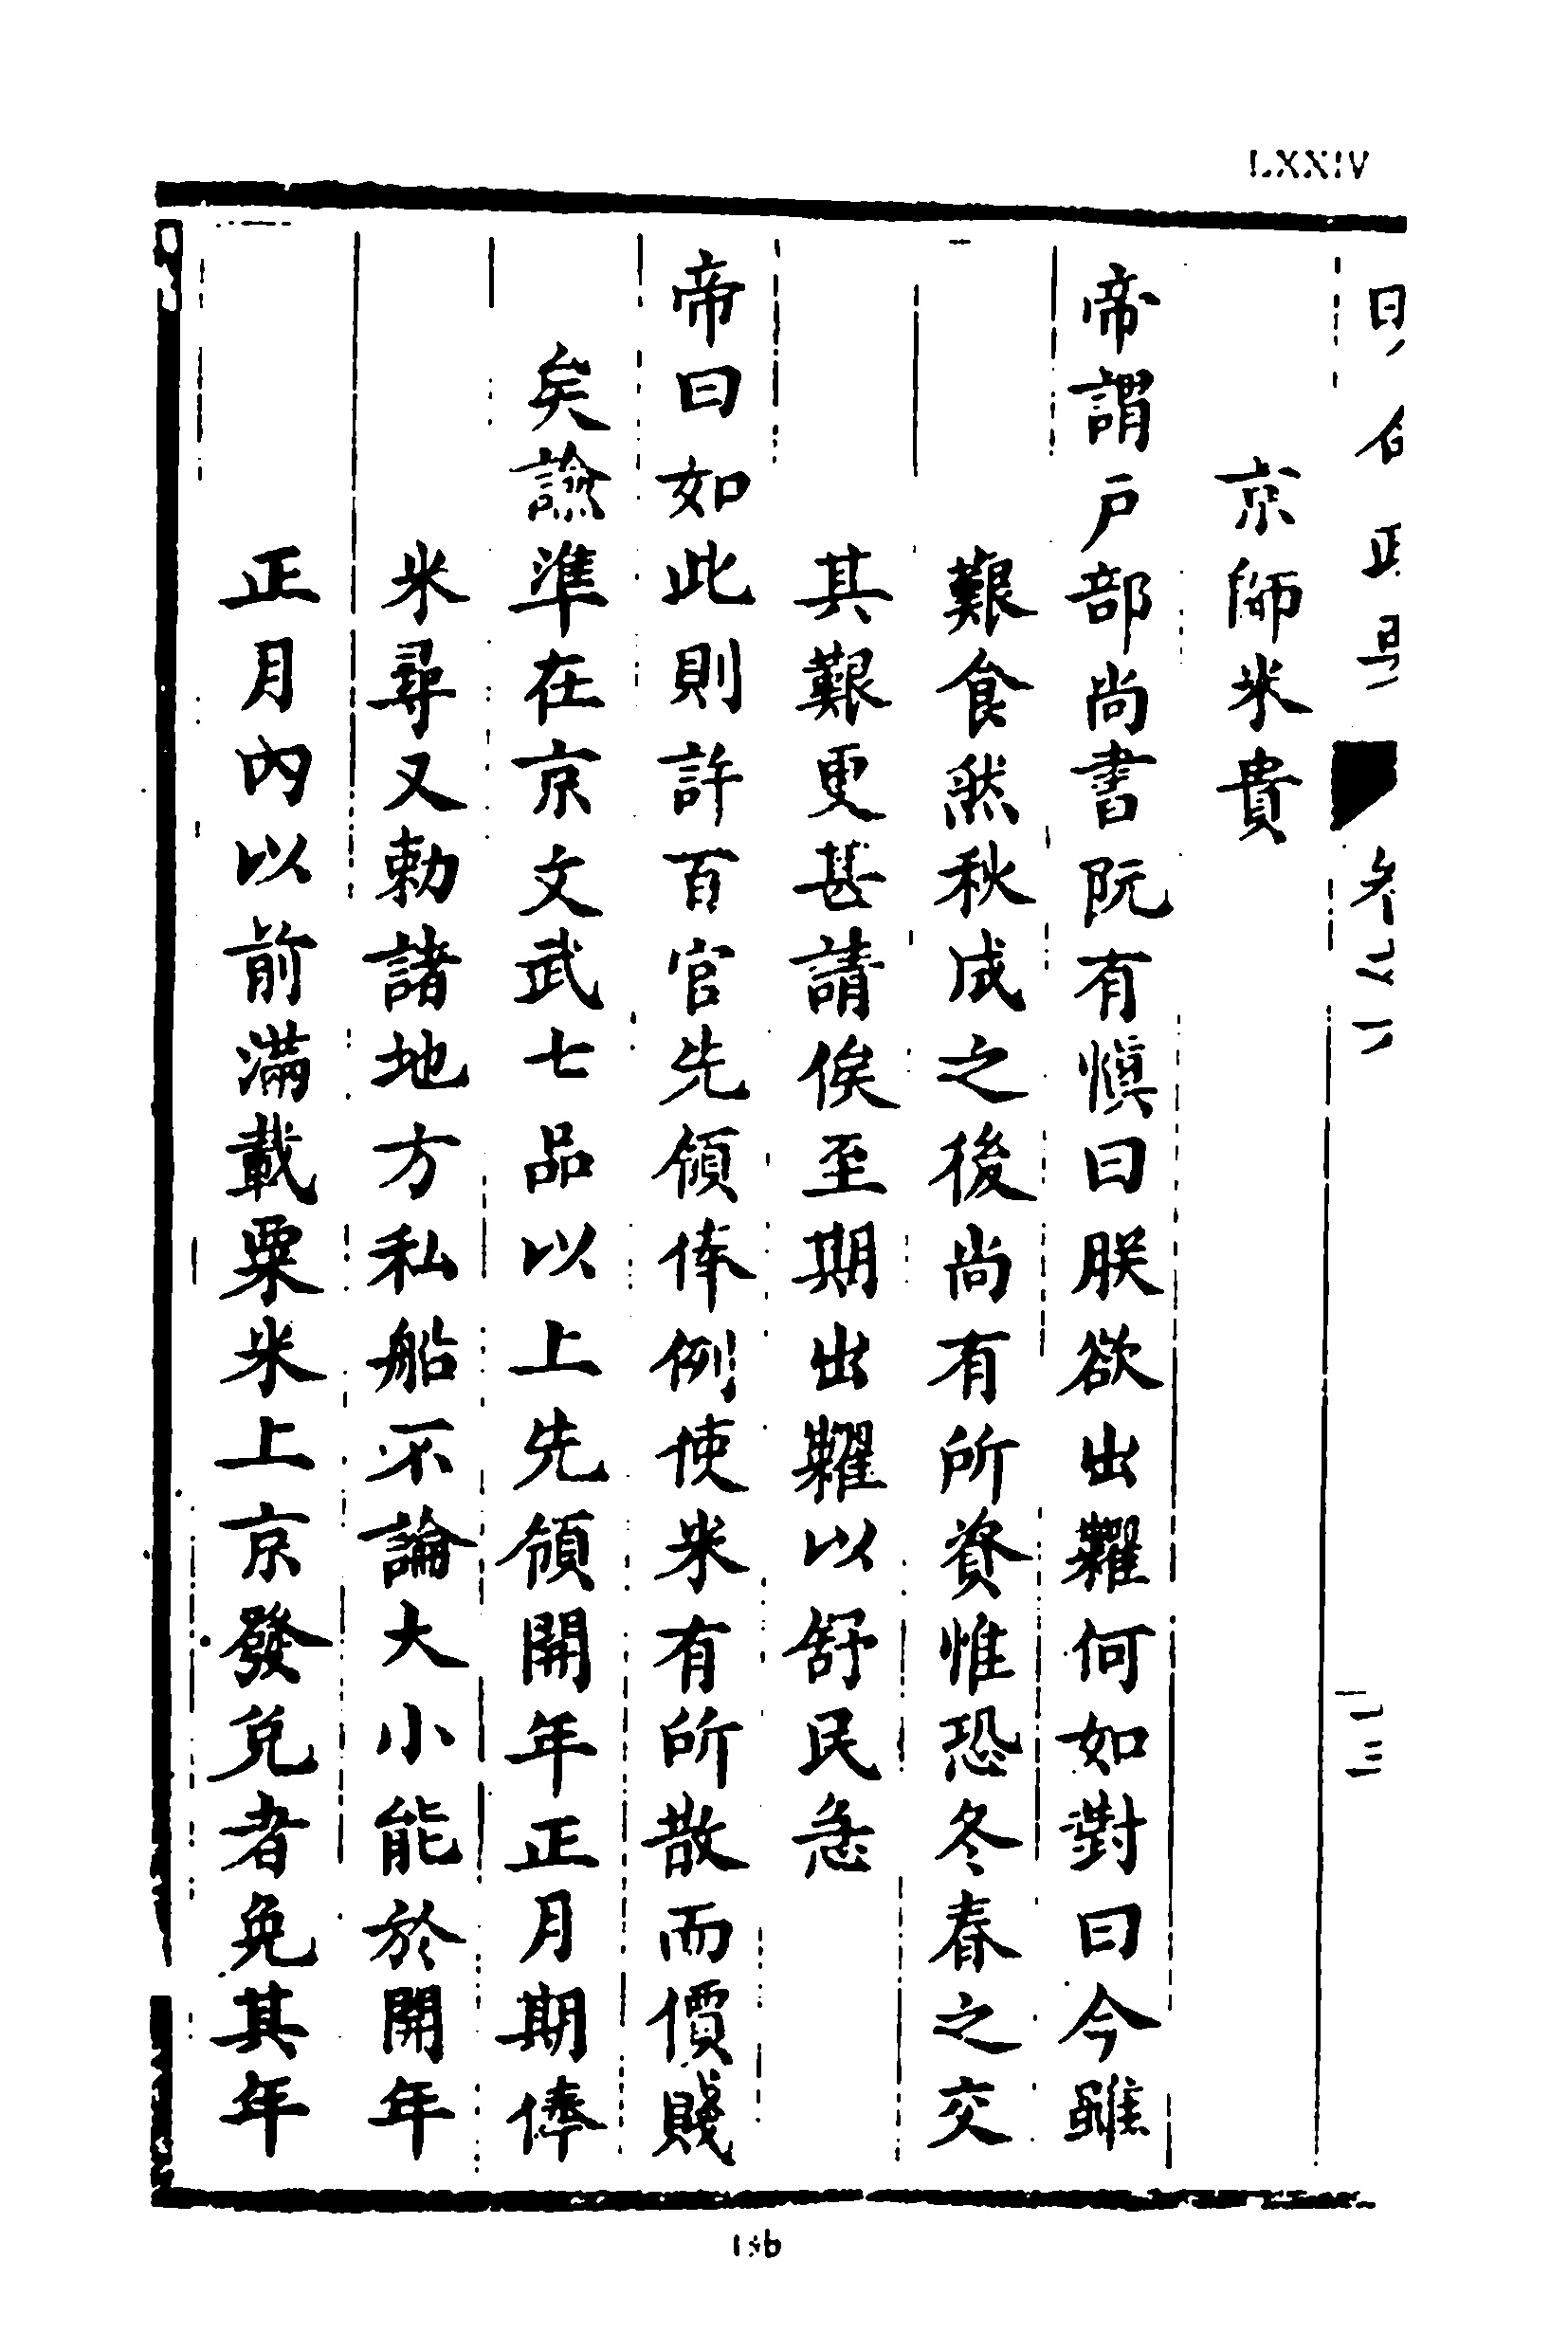 LXXIV
明命政要 卷之一 二三
京師米貴
帝謂戸部尚書阮有慎曰朕欲出糶何如對曰今雖
艱食然秋成之後尚有所資惟恐冬春之交
其艱更甚請俟至期出糶以舒民急
帝曰如此則許百官先領俸例使米有所散而價賤
矣諭準在京文武七品以上先領開年正月期俸
米尋又勅諸地方私船不論大小能於開年
正月內以前滿載粟米上京發兌者免其年